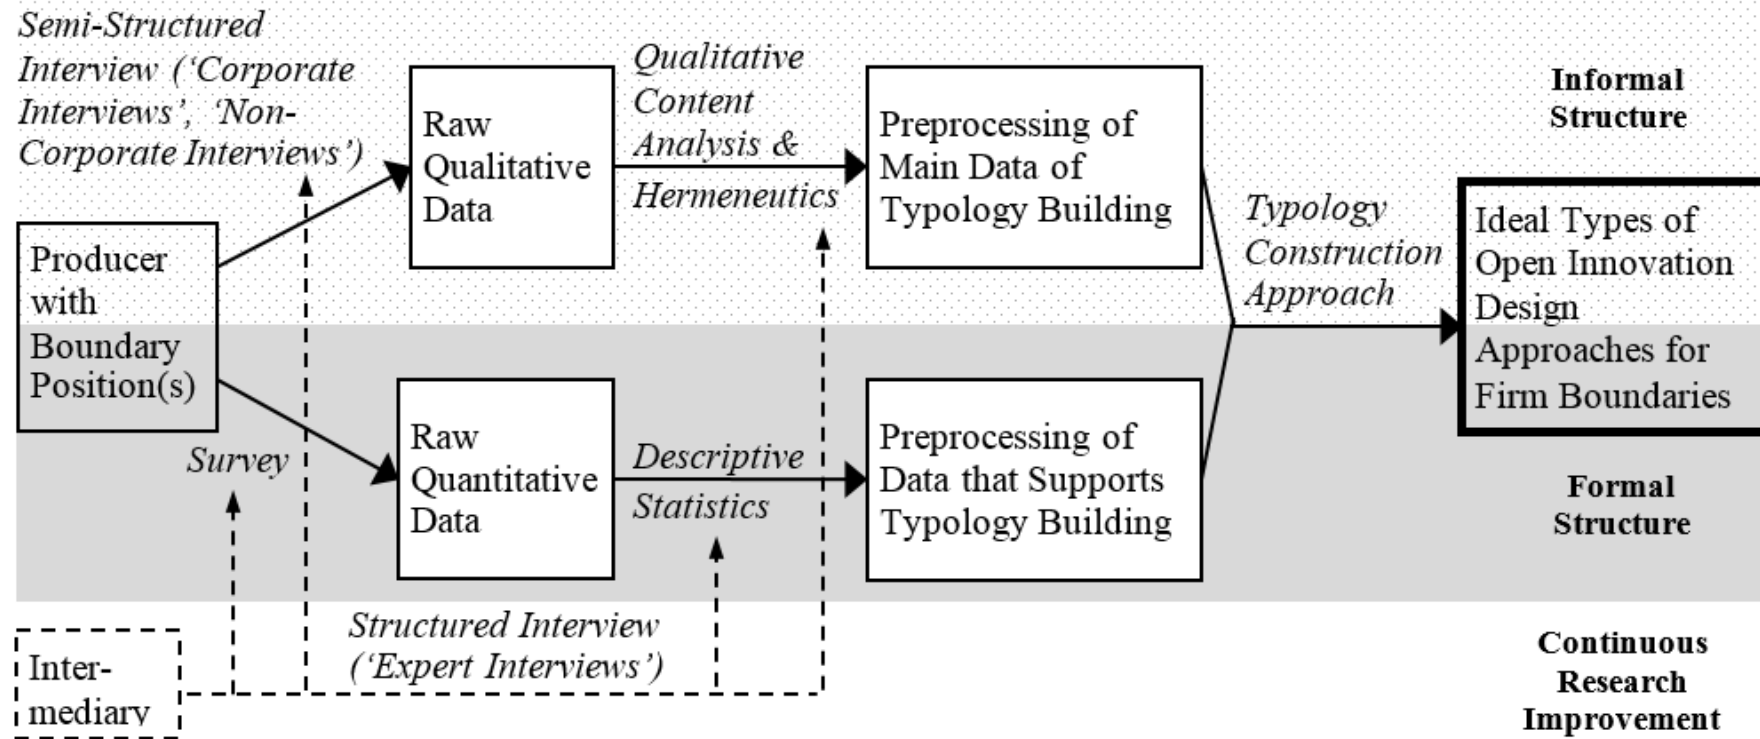 Semi-Structured
Interview (‘Corporate
Interviews’, ‘Non-
Corporate Interviews’)
Raw
Qualitative
Data
Qualitative
Content
Analysis &
Hermeneutics
Preprocessing of
Main Data of
Typology Building
Informal
Structure
Producer
with
Boundary
Position(s)
Typology
Construction
Approach
Ideal Types of
Open Innovation
Design
Approaches for
Firm Boundaries
Survey
Raw
Quantitative
Data
Descriptive
Statistics
Preprocessing of
Data that Supports
Typology Building
Formal
Structure
Inter-
mediary
Structured Interview
(‘Expert Interviews’)
Continuous
Research
Improvement